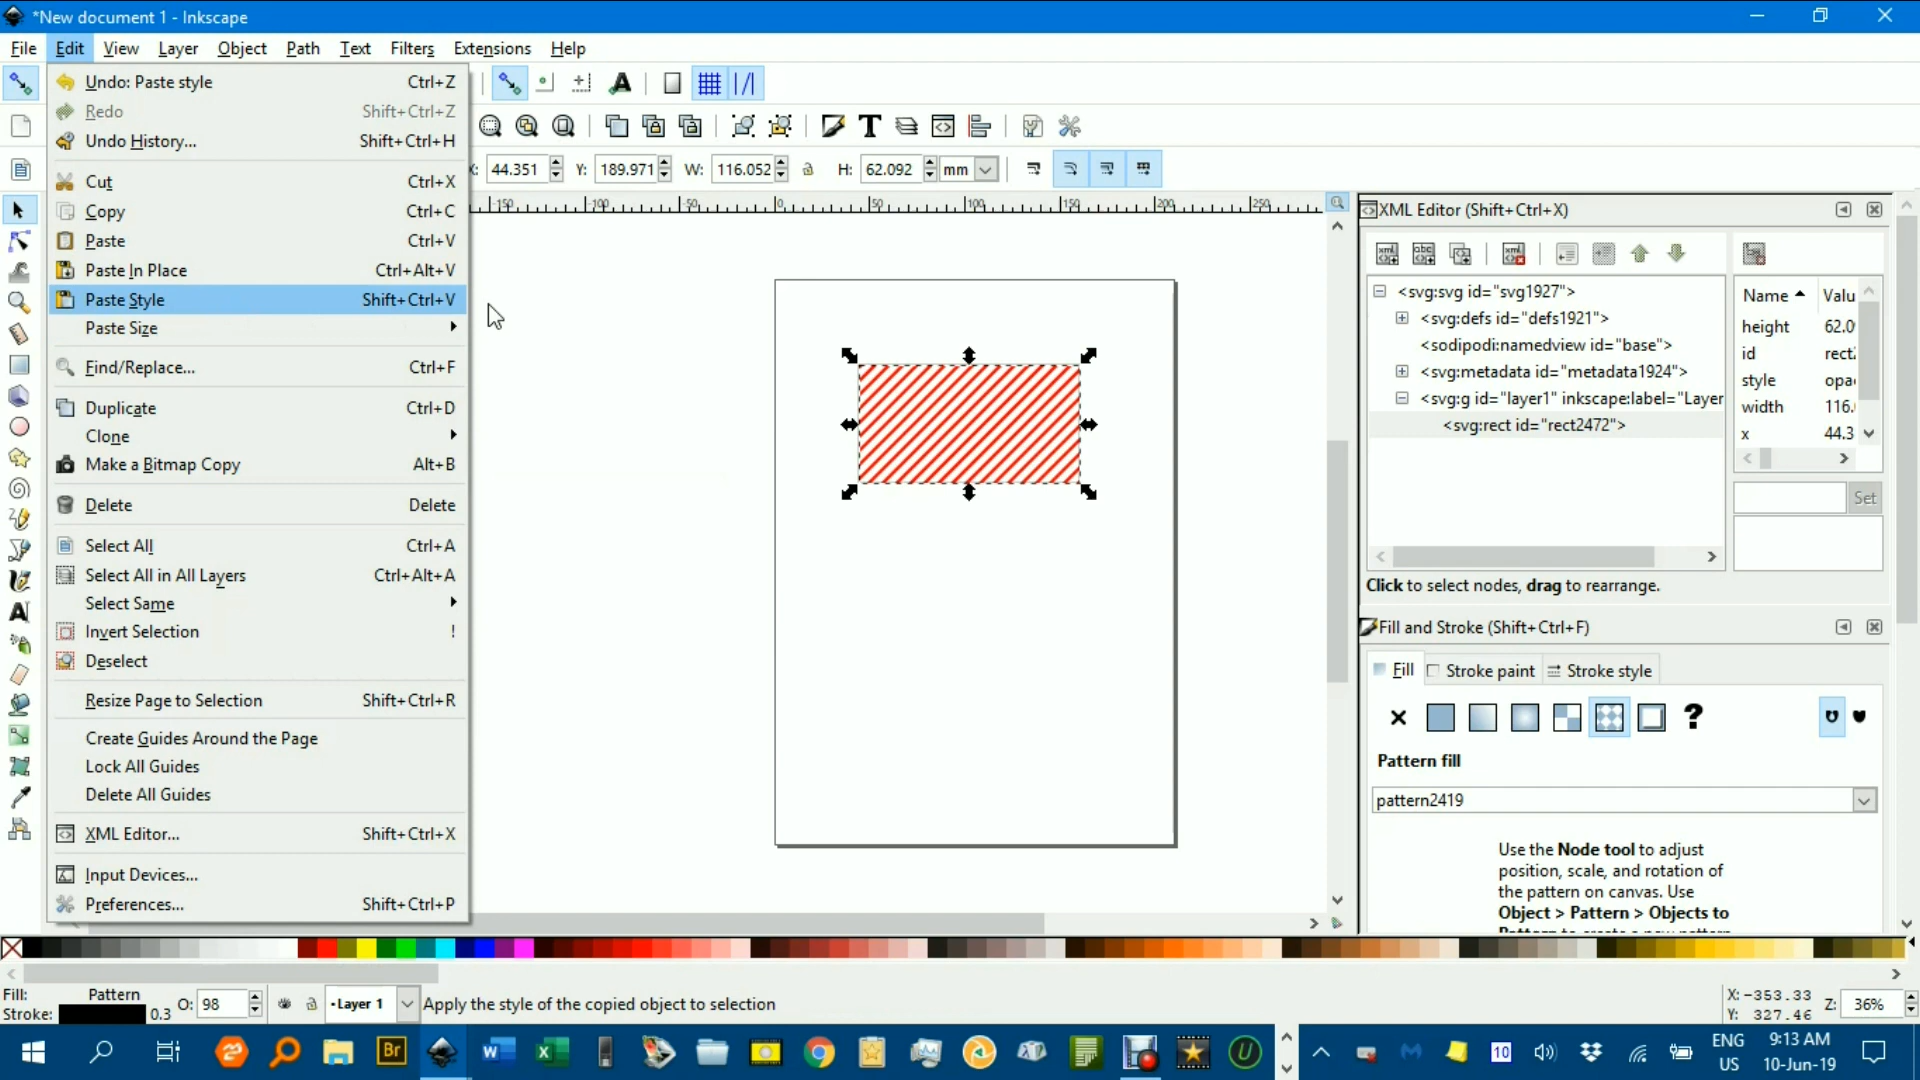 *New document 1 - Inkscape
File Edit View Layer Object Path Text Filters Extensions Help
Undo: Paste style Ctrl+Z
Redo Shift+Ctrl+Z
Undo History... Shift+Ctrl+H
Cut Ctrl+X
Copy Ctrl+C
Paste Ctrl+V
Paste In Place Ctrl+Alt+V
Paste Style Shift+Ctrl+V
Paste Size
Find/Replace... Ctrl+F
Duplicate Ctrl+D
Clone
Make a Bitmap Copy Alt+B
Delete Delete
Select All Ctrl+A
Select All in All Layers Ctrl+Alt+A
Select Same
Invert Selection !
Deselect
Resize Page to Selection Shift+Ctrl+R
Create Guides Around the Page
Lock All Guides
Delete All Guides
XML Editor... Shift+Ctrl+X
Input Devices...
Preferences... Shift+Ctrl+P
X: 44.351 Y: 189.971 W: 116.052 H: 62.092 mm
-150 -100 -50 0 50 100 150 200 250
XML Editor (Shift+Ctrl+X)
<svg:svg id="svg1927">
<svg:defs id="defs1921">
<sodipodi:namedview id="base">
<svg:metadata id="metadata1924">
<svg:g id="layer1" inkscape:label="Layer
<svg:rect id="rect2472">
Name Valu
height 62.0
id rect
style opa
width 116.
x 44.3
Set
Click to select nodes, drag to rearrange.
Fill and Stroke (Shift+Ctrl+F)
Fill Stroke paint Stroke style
Pattern fill
pattern2419
Use the Node tool to adjust
position, scale, and rotation of
the pattern on canvas. Use
Object > Pattern > Objects to
Fill: Pattern
Stroke: 0.3 O: 98 Layer 1 Apply the style of the copied object to selection
X: -353.33
Y: 327.46
Z: 36%
Br
10
ENG
US
9:13 AM
10-Jun-19